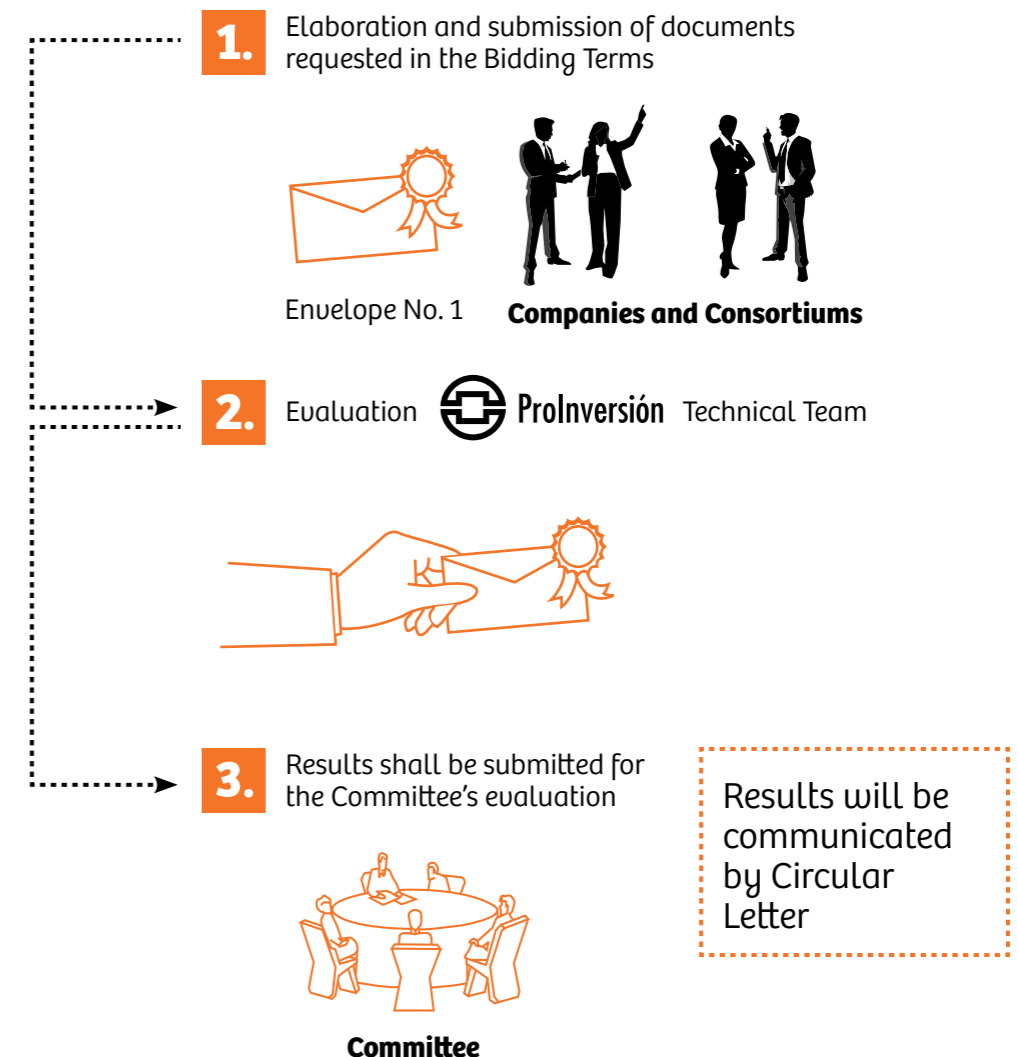 1.
Elaboration and submission of documents
requested in the Bidding Terms
Envelope No. 1
Companies and Consortiums
2.
Evaluation ProInversión Technical Team
3.
Results shall be submitted for
the Committee's evaluation
Results will be
communicated
by Circular
Letter
Committee